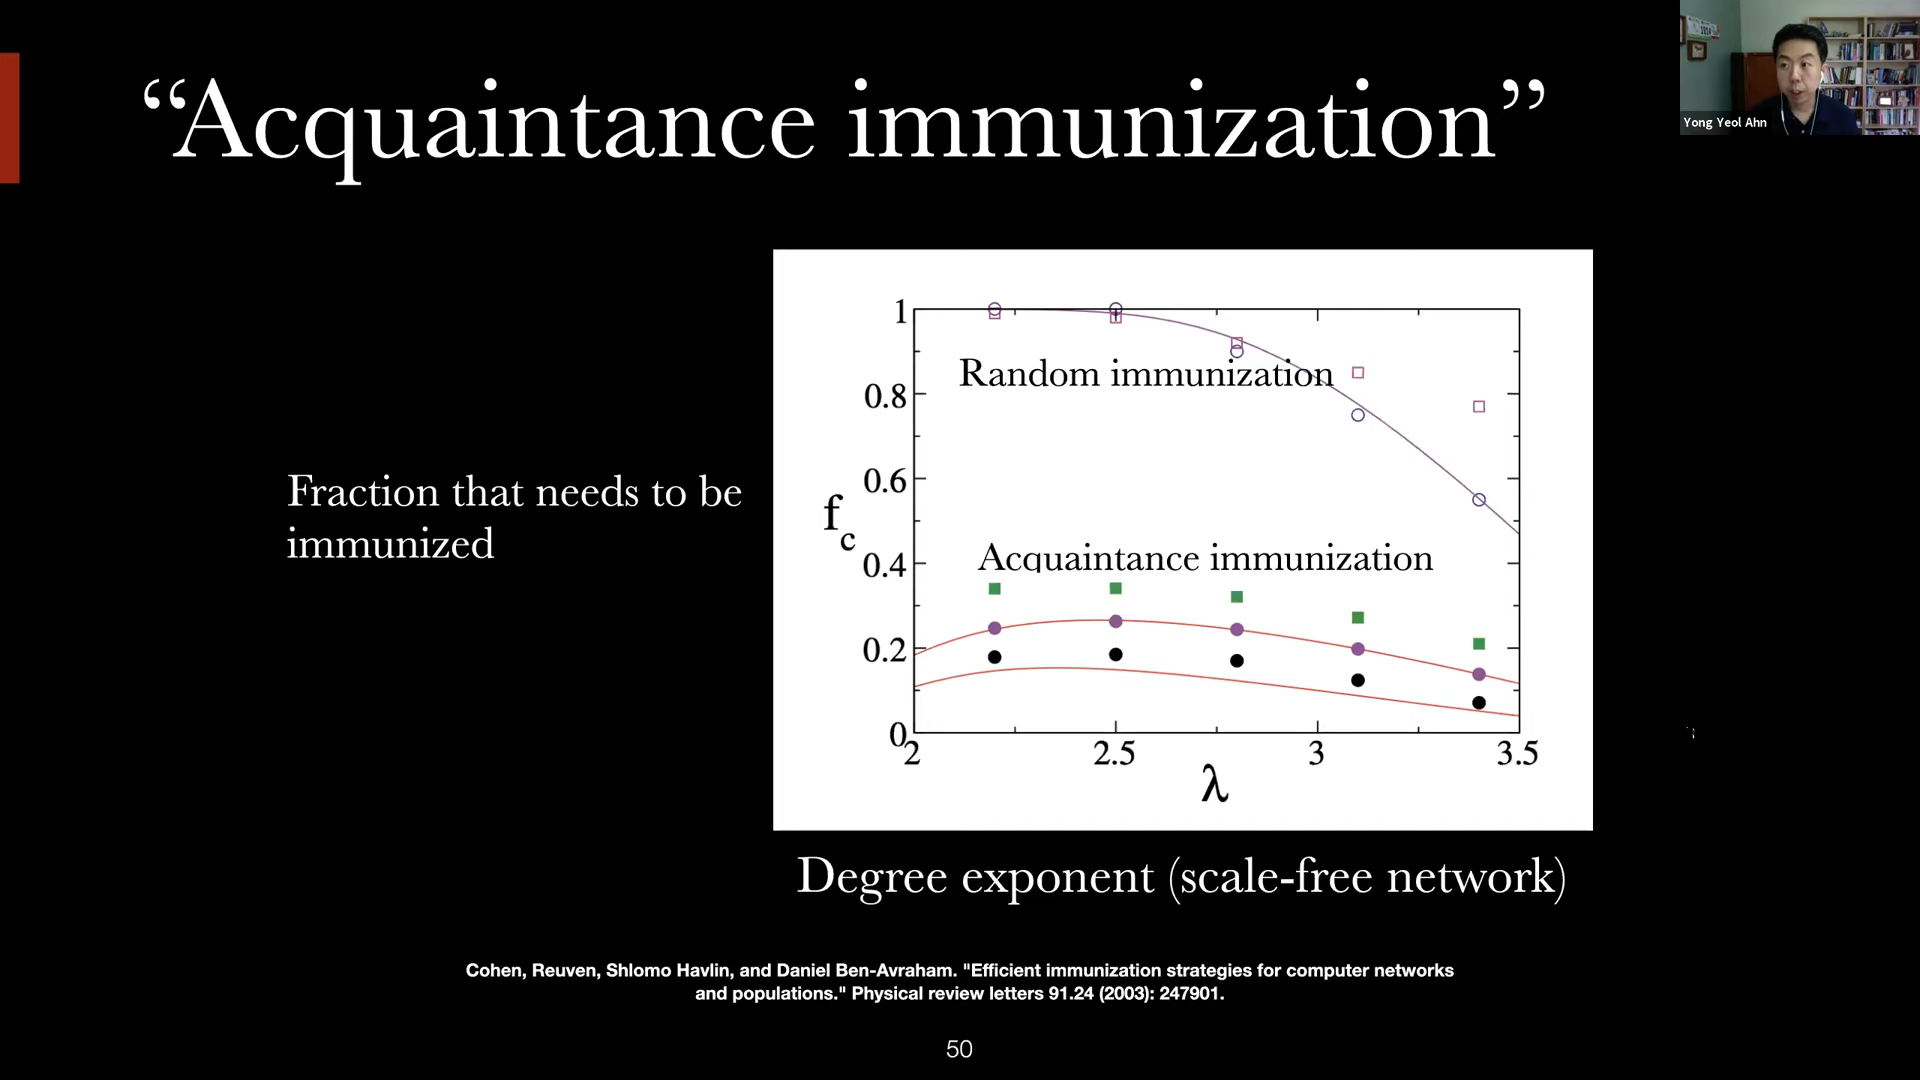 “Acquaintance immunization”
Yong Yeol Ahn
Fraction that needs to be
immunized
1
Random immunization
0.8
0.6
f
c
Acquaintance immunization
0.4
0.2
0
2
2.5
3
3.5
λ
Degree exponent (scale-free network)
Cohen, Reuven, Shlomo Havlin, and Daniel Ben-Avraham. "Efficient immunization strategies for computer networks
and populations." Physical review letters 91.24 (2003): 247901.
50